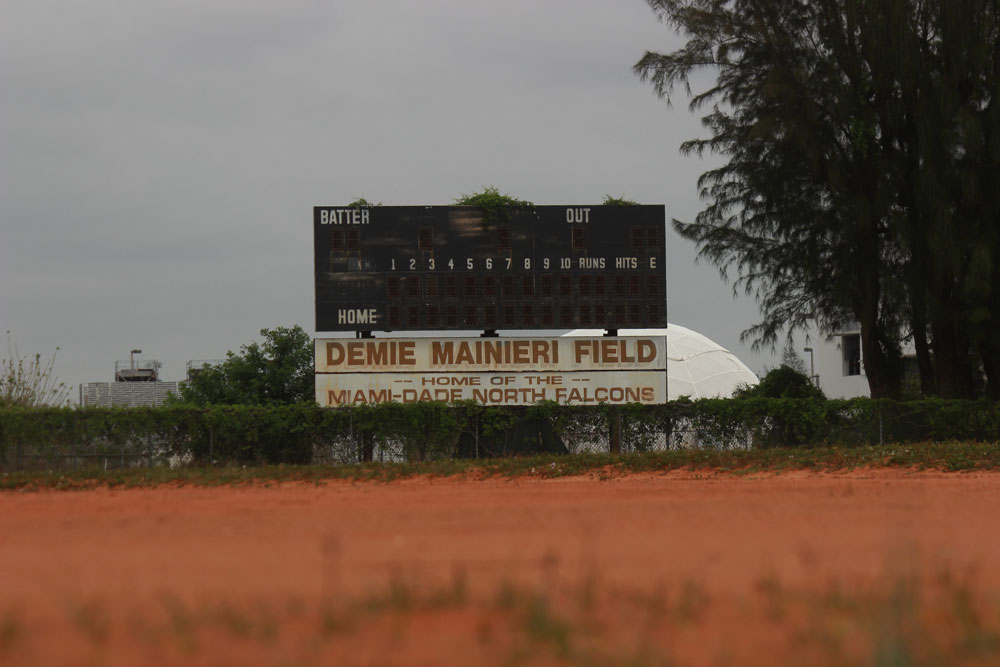 BATTER OUT
1 2 3 4 5 6 7 8 9 10 RUNS HITS E
HOME
DEMIE MAINIERI FIELD
-- HOME OF THE --
MIAMI-DADE NORTH FALCONS